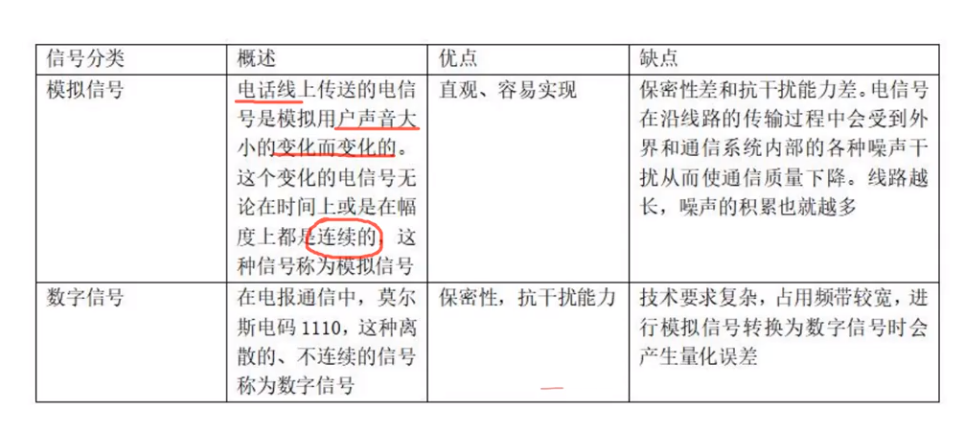 信号分类 概述 优点 缺点
模拟信号
电话线上传送的电信
号是模拟用户声音大
小的变化而变化的。
这个变化的电信号无
论在时间上或是在幅
度上都是连续的，这
种信号称为模拟信号
直观、容易实现
保密性差和抗干扰能力差。电信号
在沿线路的传输过程中会受到外
界和通信系统内部的各种噪声干
扰从而使通信质量下降。线路越
长，噪声的积累也就越多
数字信号
在电报通信中，莫尔
斯电码1110，这种离
散的、不连续的信号
称为数字信号
保密性，抗干扰能力
技术要求复杂，占用频带较宽，进
行模拟信号转换为数字信号时会
产生量化误差